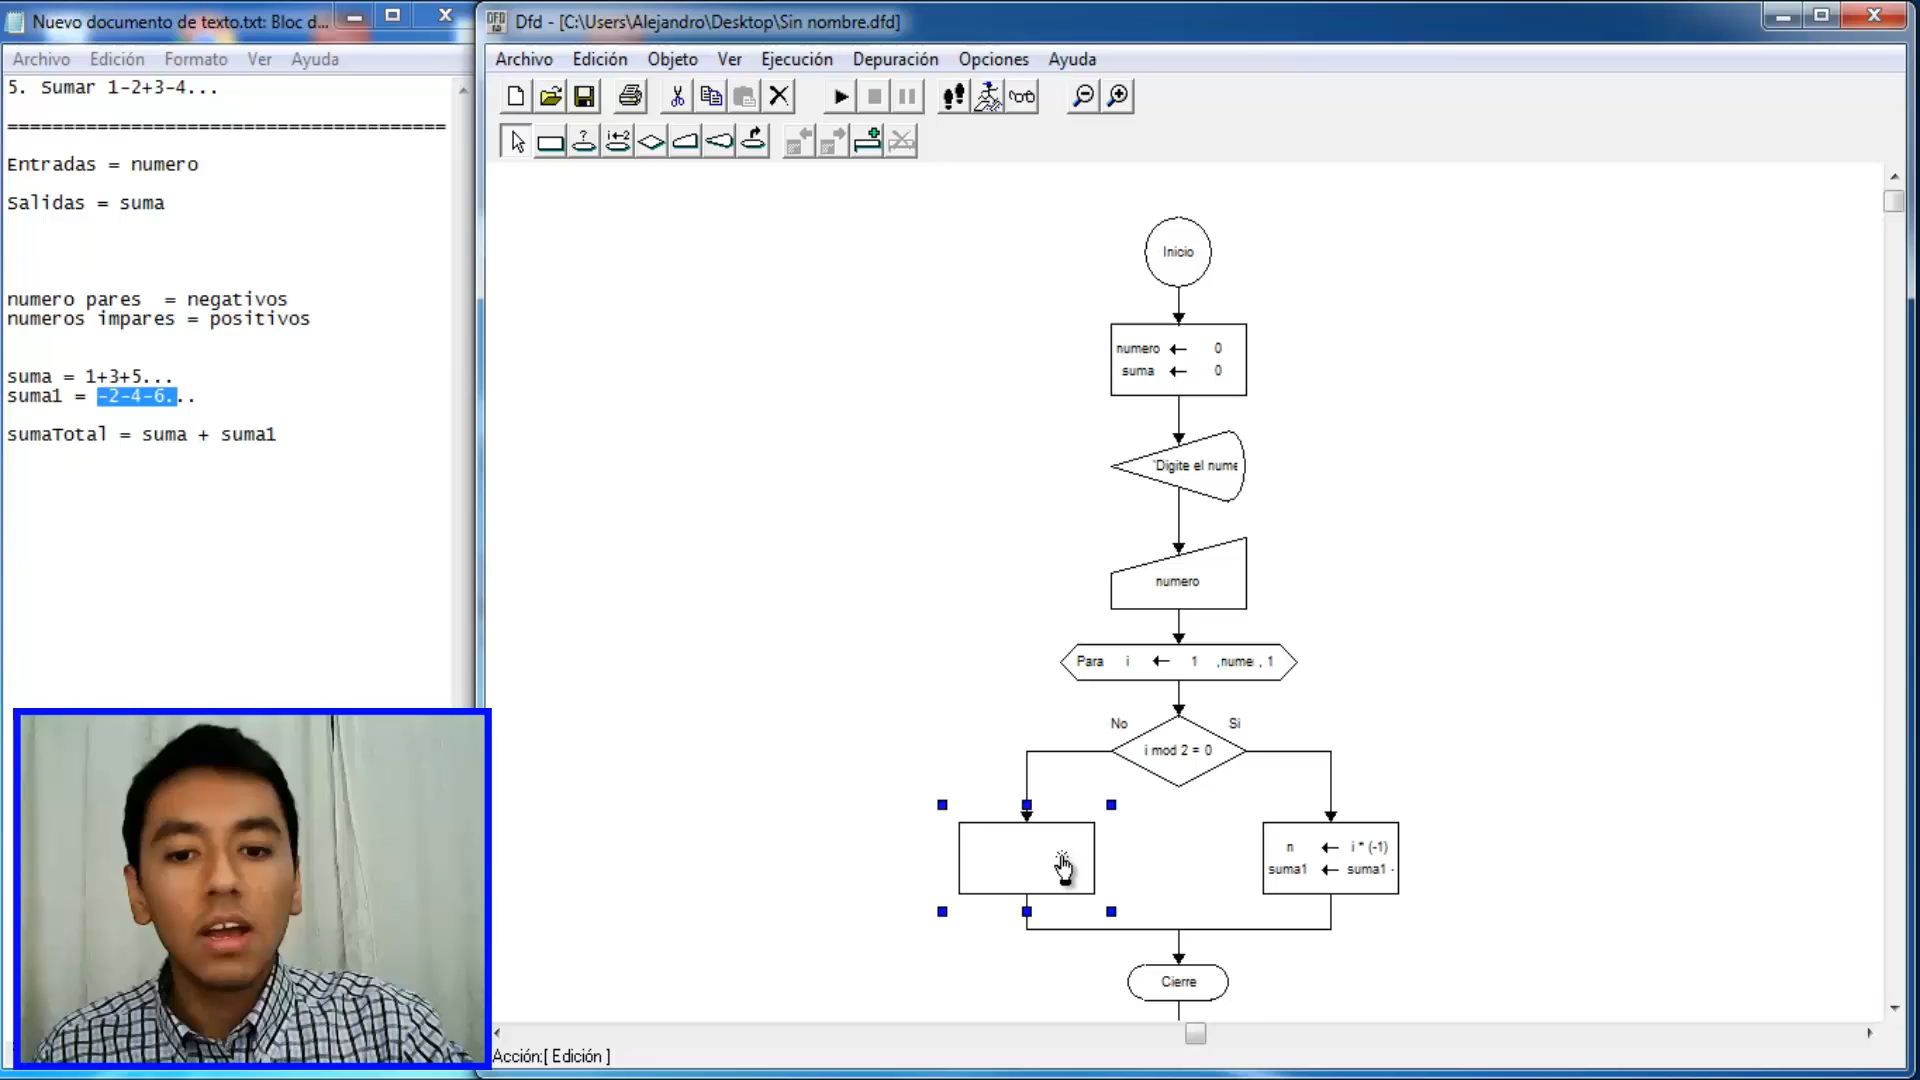 Nuevo documento de texto.txt: Bloc d...
Archivo Edición Formato Ver Ayuda
5. Sumar 1-2+3-4...
=======================================
Entradas = numero
Salidas = suma
numero pares  = negativos
numeros impares = positivos
suma = 1+3+5...
suma1 = -2-4-6...
sumaTotal = suma + suma1
Dfd - [C:\Users\Alejandro\Desktop\Sin nombre.dfd]
Archivo Edición Objeto Ver Ejecución Depuración Opciones Ayuda
Inicio
numero ← 0
suma ← 0
'Digite el nume
numero
Para i ← 1 ,nume , 1
No Si
i mod 2 = 0
n ← i * (-1)
suma1 ← suma1 -
Cierre
Acción:[ Edición ]